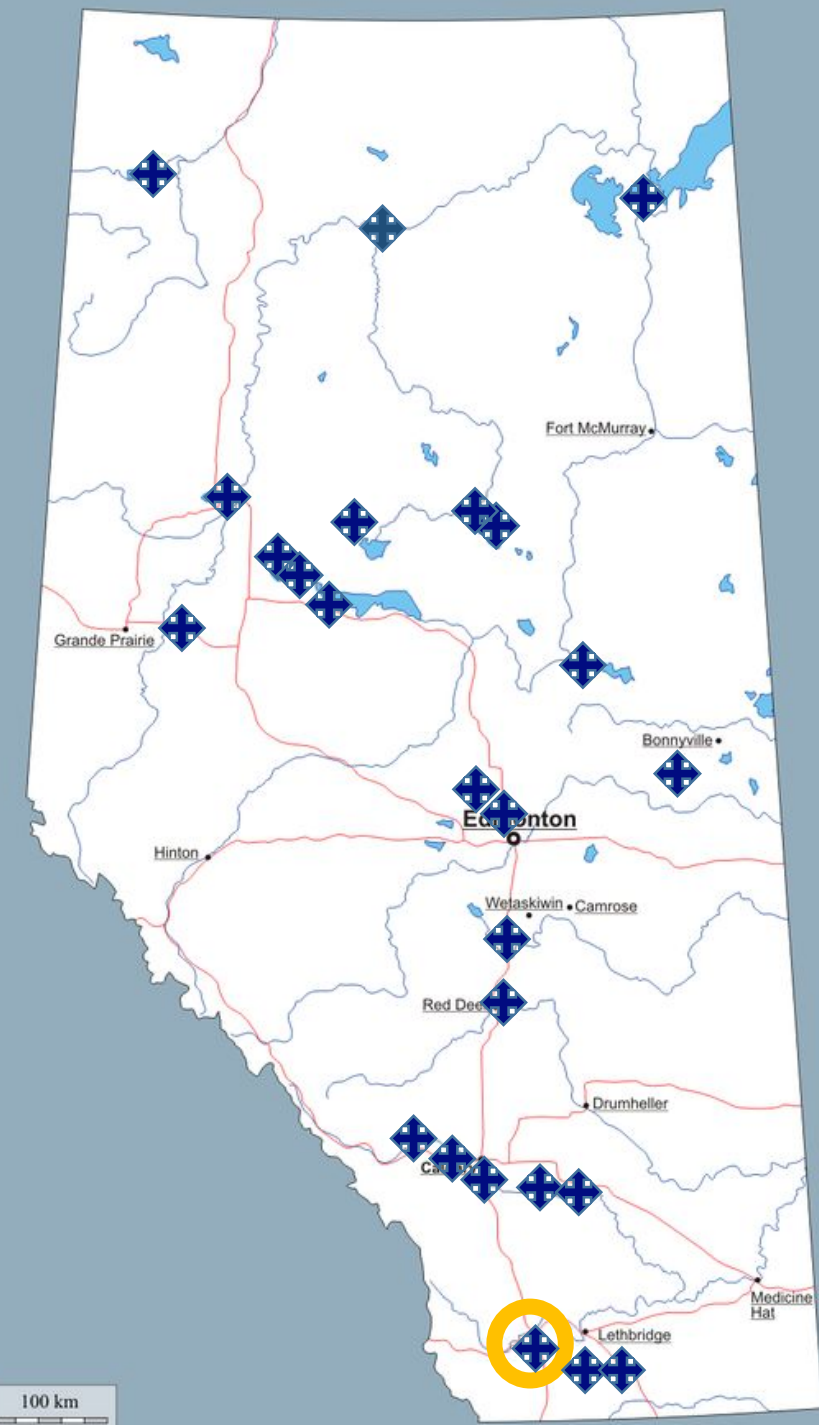 Fort McMurray
Grande Prairie
Bonnyville
Hinton
Wetaskiwin
Camrose
Drumheller
Medicine
Hat
Lethbridge
100 km